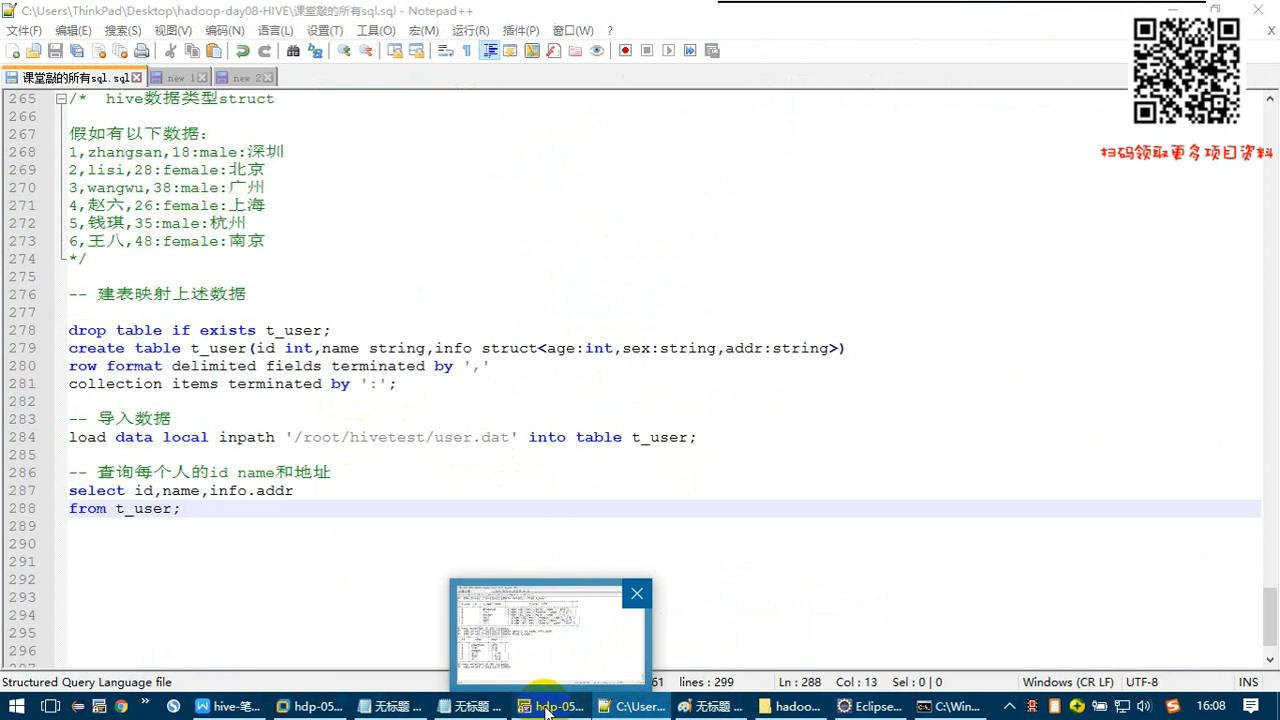 C:\Users\ThinkPad\Desktop\hadoop-day08-HIVE\课堂敲的所有sql.sql - Notepad++
文件(F) 编辑(E) 搜索(S) 视图(V) 编码(N) 语言(L) 设置(T) 工具(O) 宏(M) 运行(R) 插件(P) 窗口(W) ?
课堂敲的所有sql.sql new 1 new 2
扫码领取更多项目资料
265 /* hive数据类型struct
266
267 假如有以下数据:
268 1,zhangsan,18:male:深圳
269 2,lisi,28:female:北京
270 3,wangwu,38:male:广州
271 4,赵六,26:female:上海
272 5,钱琪,35:male:杭州
273 6,王八,48:female:南京
274 */
275
276 -- 建表映射上述数据
277
278 drop table if exists t_user;
279 create table t_user(id int,name string,info struct<age:int,sex:string,addr:string>)
280 row format delimited fields terminated by ','
281 collection items terminated by ':';
282
283 -- 导入数据
284 load data local inpath '/root/hivetest/user.dat' into table t_user;
285
286 -- 查询每个人的id name和地址
287 select id,name,info.addr
288 from t_user;
289
290
291
292
293
294
295
296
Structured Query Language file lines : 299 Ln : 288 Col : 13 Sel : 0 | 0 Windows (CR LF) UTF-8 INS
hive-笔... hdp-05... 无标题 ... 无标题 ... hdp-05... C:\User... 无标题 ... hadoo... Eclipse... C:\Win... 16:08